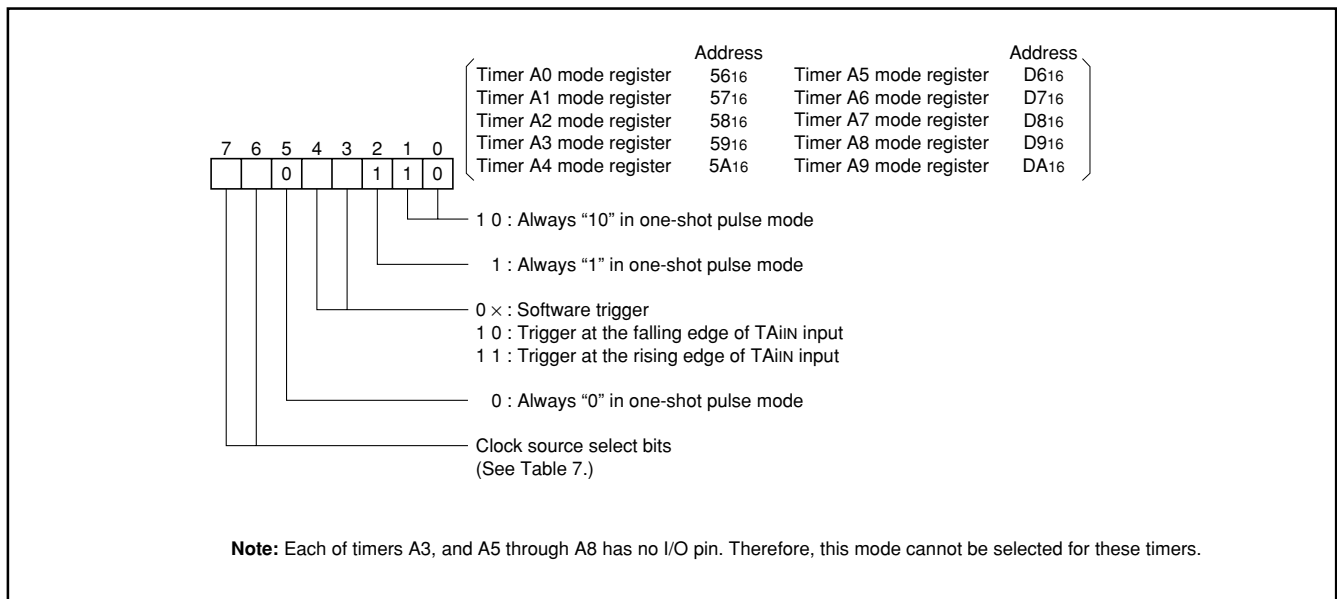 Address Address
Timer A0 mode register 5616 Timer A5 mode register D616
Timer A1 mode register 5716 Timer A6 mode register D716
Timer A2 mode register 5816 Timer A7 mode register D816
Timer A3 mode register 5916 Timer A8 mode register D916
Timer A4 mode register 5A16 Timer A9 mode register DA16
7 6 5 4 3 2 1 0
0 1 1 0
1 0 : Always “10” in one-shot pulse mode
1 : Always “1” in one-shot pulse mode
0 × : Software trigger
1 0 : Trigger at the falling edge of TAiIN input
1 1 : Trigger at the rising edge of TAiIN input
0 : Always “0” in one-shot pulse mode
Clock source select bits
(See Table 7.)
Note: Each of timers A3, and A5 through A8 has no I/O pin. Therefore, this mode cannot be selected for these timers.